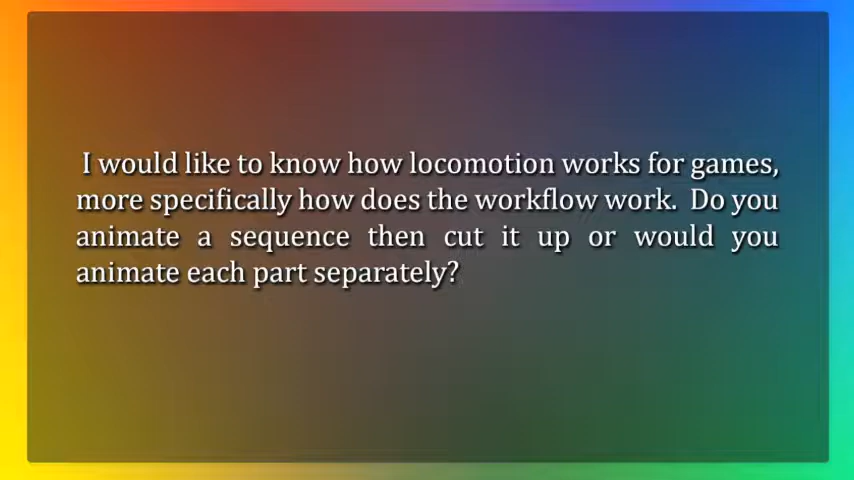 I would like to know how locomotion works for games,
more specifically how does the workflow work. Do you
animate a sequence then cut it up or would you
animate each part separately?